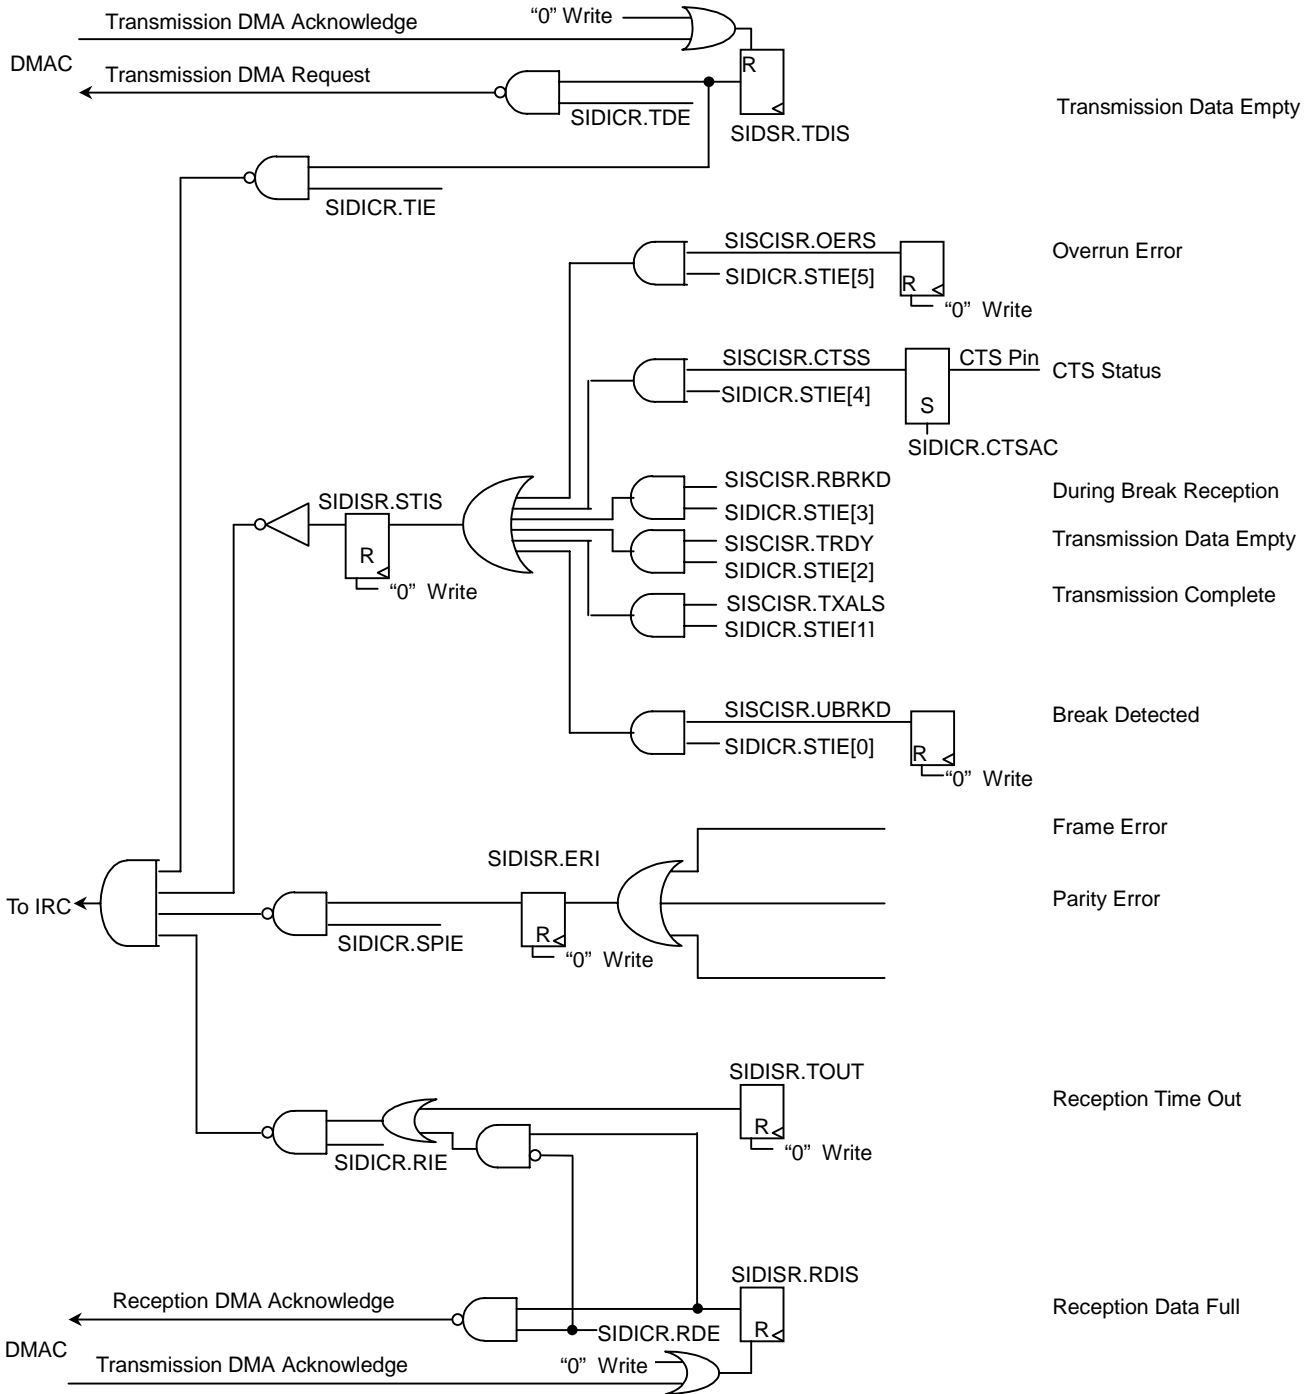 Transmission DMA Acknowledge
“0” Write
DMAC
Transmission DMA Request
R
SIDICR.TDE
SIDSR.TDIS
Transmission Data Empty
SIDICR.TIE
SISCISR.OERS
Overrun Error
SIDICR.STIE[5]
R
“0” Write
SISCISR.CTSS
CTS Pin
CTS Status
SIDICR.STIE[4]
S
SIDICR.CTSAC
SISCISR.RBRKD
During Break Reception
SIDISR.STIS
SIDICR.STIE[3]
SISCISR.TRDY
Transmission Data Empty
R
SIDICR.STIE[2]
“0” Write
SISCISR.TXALS
Transmission Complete
SIDICR.STIE[1]
SISCISR.UBRKD
Break Detected
SIDICR.STIE[0]
R
“0” Write
Frame Error
SIDISR.ERI
To IRC
Parity Error
SIDICR.SPIE
R
“0” Write
SIDISR.TOUT
Reception Time Out
R
“0” Write
SIDICR.RIE
SIDISR.RDIS
Reception DMA Acknowledge
Reception Data Full
SIDICR.RDE
R
DMAC
Transmission DMA Acknowledge
“0” Write